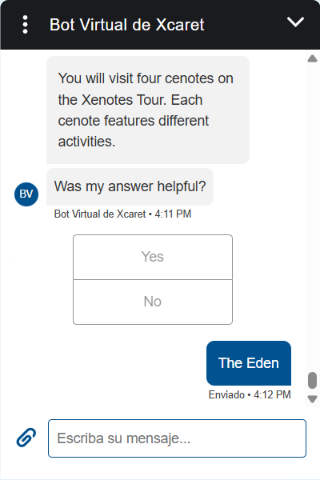 Bot Virtual de Xcaret
You will visit four cenotes on
the Xenotes Tour. Each
cenote features different
activities.
Was my answer helpful?
BV
Bot Virtual de Xcaret • 4:11 PM
Yes
No
The Eden
Enviado • 4:12 PM
Escriba su mensaje...